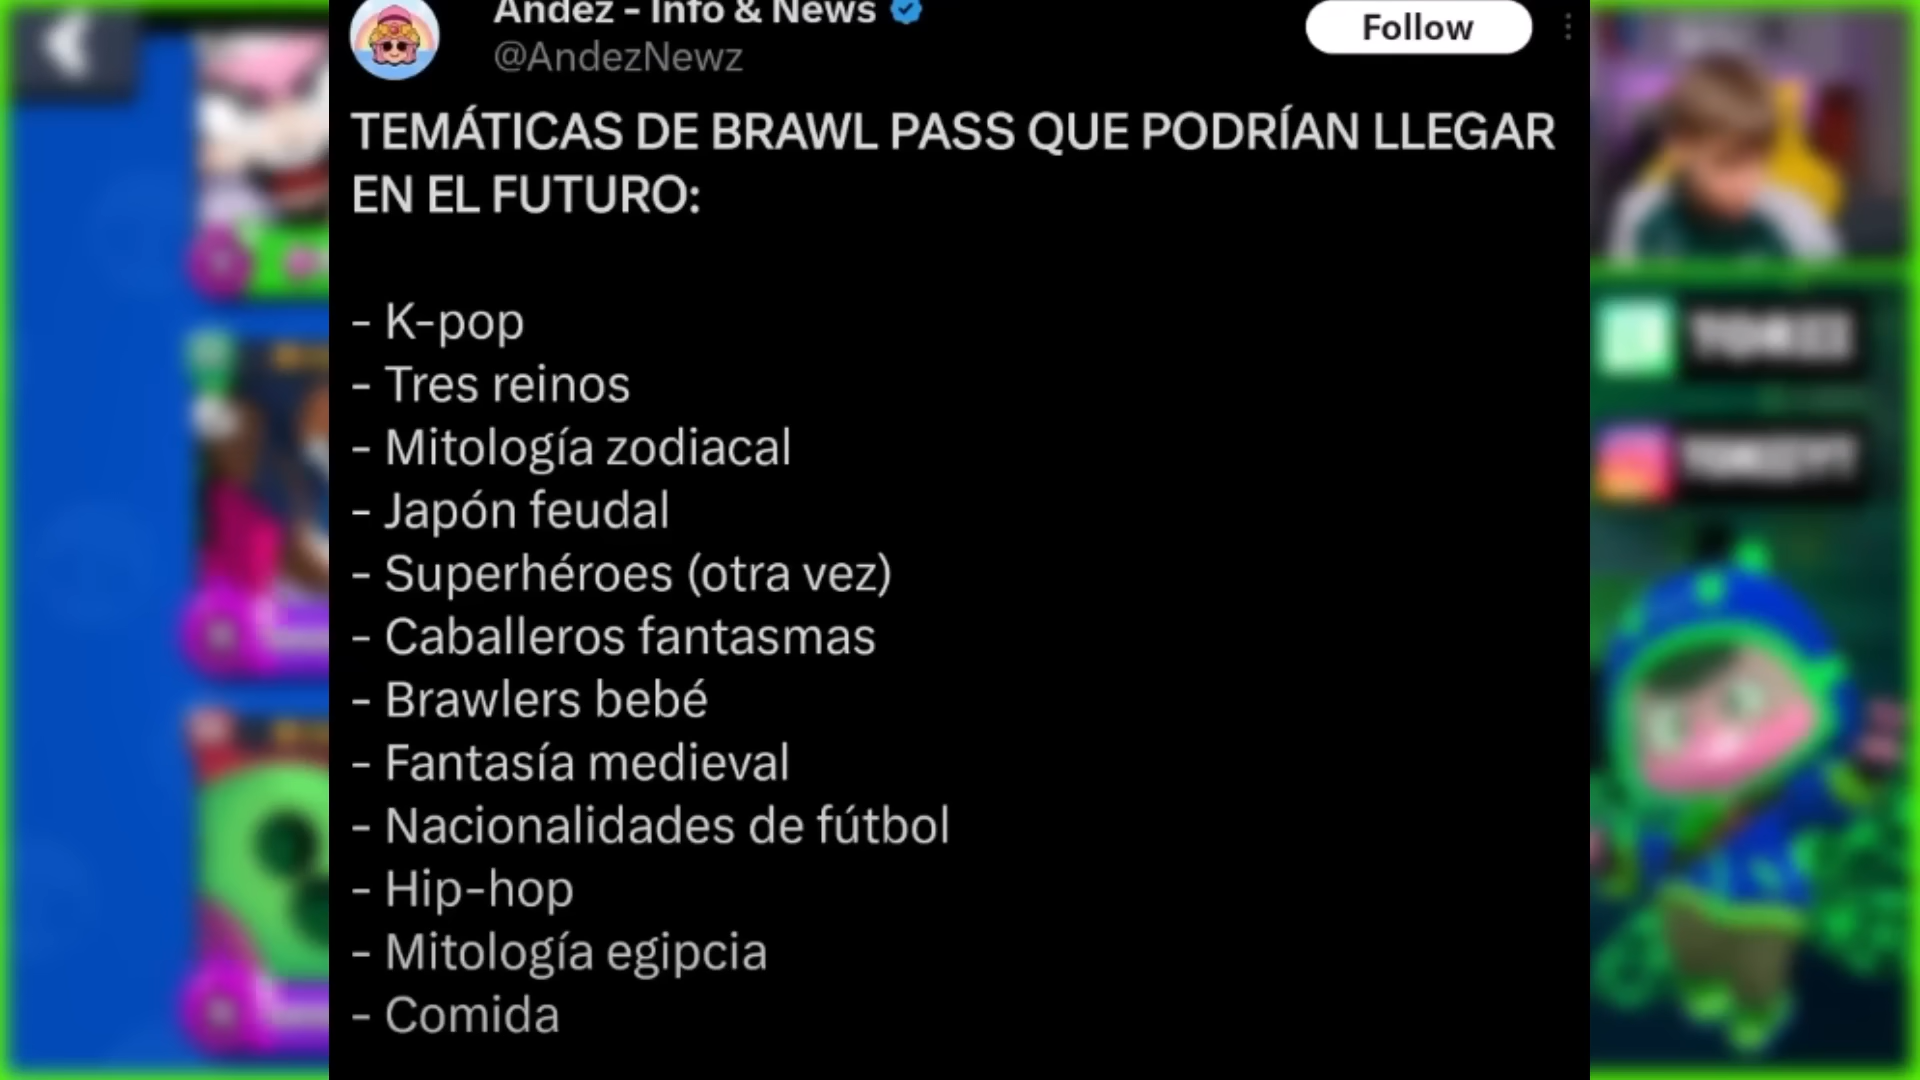 Andez - Info & News
@AndezNewz
Follow
TEMÁTICAS DE BRAWL PASS QUE PODRÍAN LLEGAR
EN EL FUTURO:
- K-pop
- Tres reinos
- Mitología zodiacal
- Japón feudal
- Superhéroes (otra vez)
- Caballeros fantasmas
- Brawlers bebé
- Fantasía medieval
- Nacionalidades de fútbol
- Hip-hop
- Mitología egipcia
- Comida